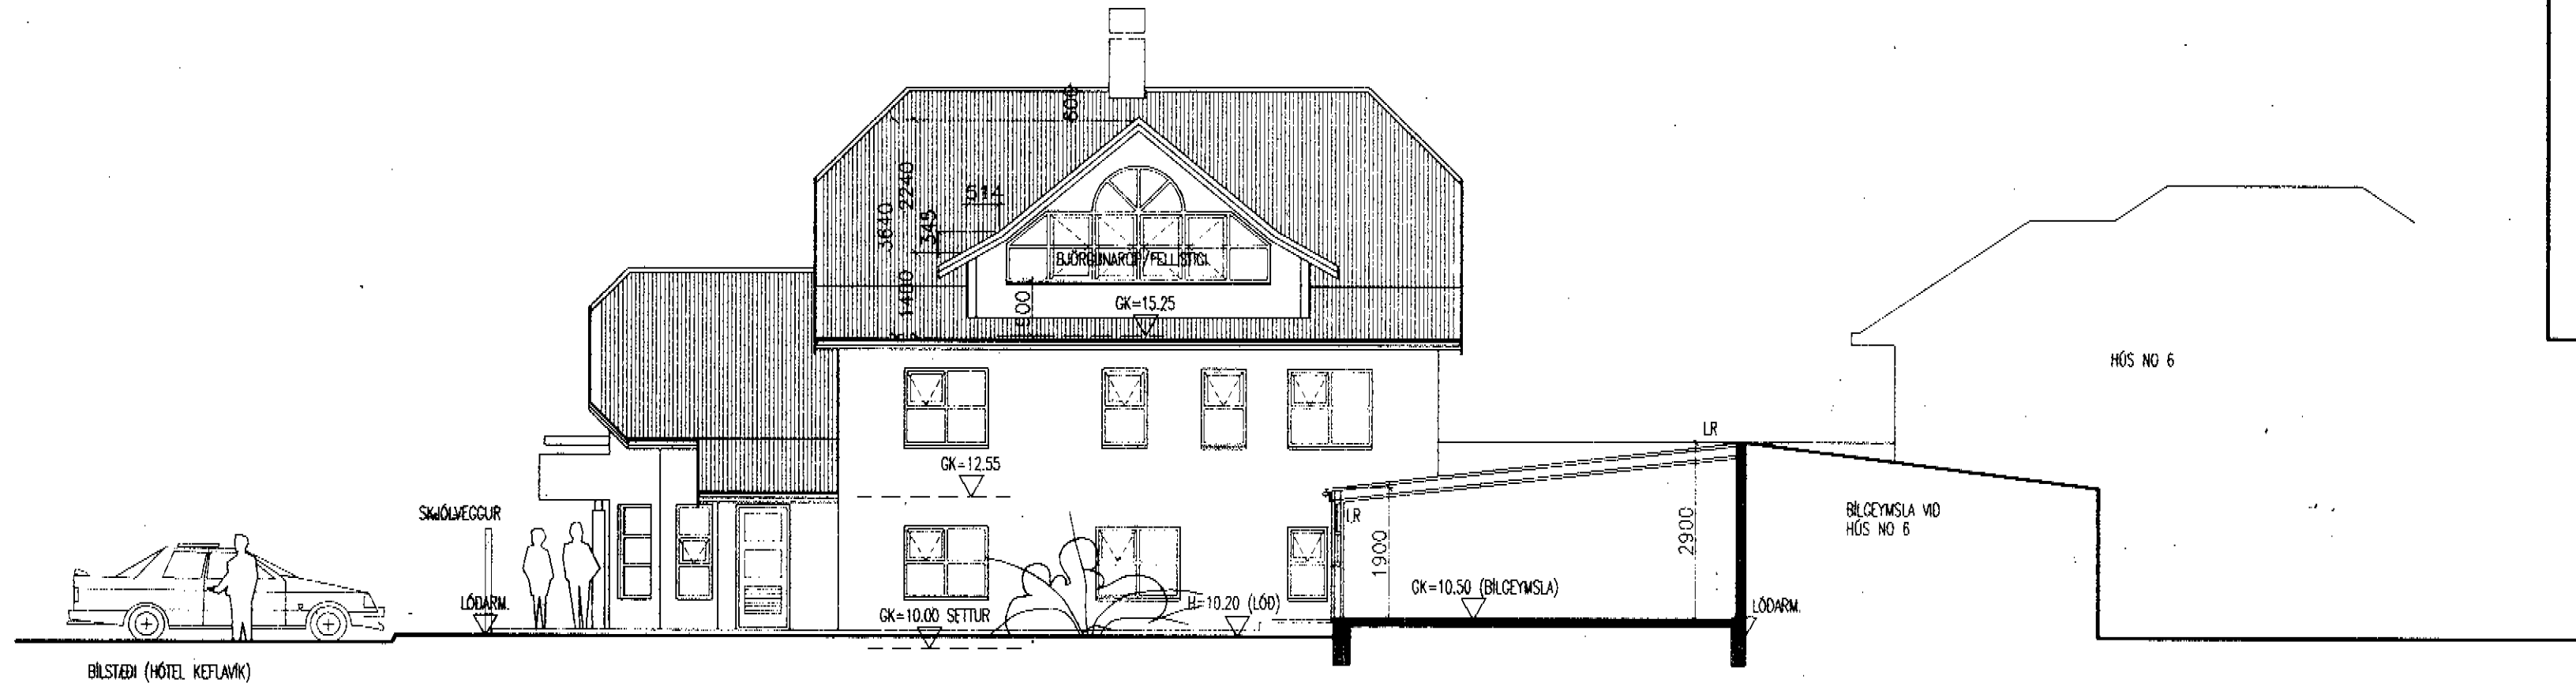 600
2240
514
3840
345
BJÖRGUNAROP/FELLISTIGI.
1400
GK=15.25
HÚS NO 6
LR
GK=12.55
SKJÓLVEGGUR
LR
1900
2900
BÍLGEYMSLA VIÐ
HÚS NO 6
LÓÐARM.
GK=10.00 SETTUR
H=10.20 (LÓÐ)
GK=10.50 (BÍLGEYMSLA)
LÓÐARM.
BÍLSTÆÐI (HÓTEL KEFLAVÍK)